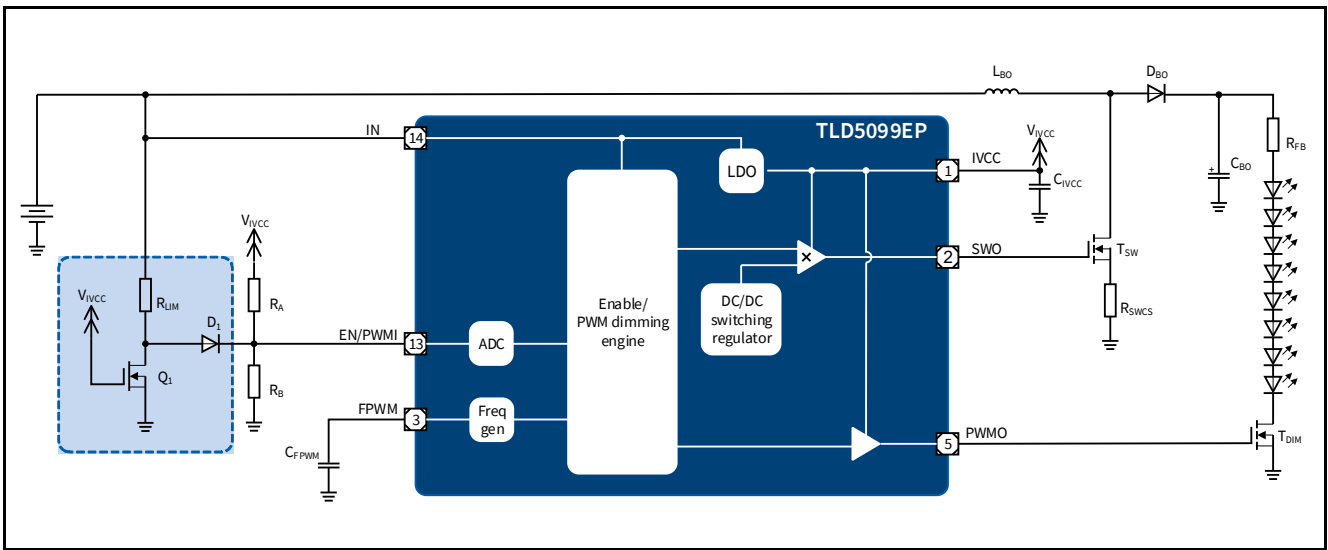 L_BO
D_BO
TLD5099EP
IN
14
LDO
1
IVCC
V_IVCC
C_IVCC
R_FB
+
C_BO
V_IVCC
V_IVCC
R_LIM
R_A
D_1
Q_1
R_B
EN/PWMI
13
ADC
Enable/
PWM dimming
engine
×
DC/DC
switching
regulator
2
SWO
T_SW
R_SWCS
FPWM
3
Freq
gen
C_FPWM
5
PWMO
T_DIM